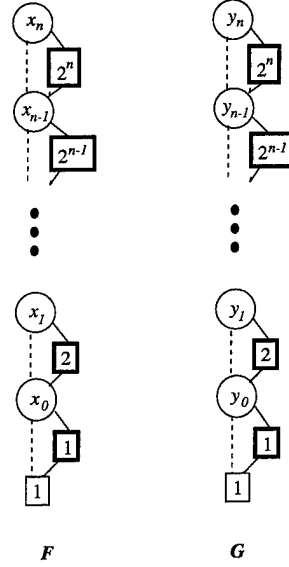 x_n y_n
2^n 2^n
x_{n-1} y_{n-1}
2^{n-1} 2^{n-1}
x_1 y_1
2 2
x_0 y_0
1 1
1 1
F G